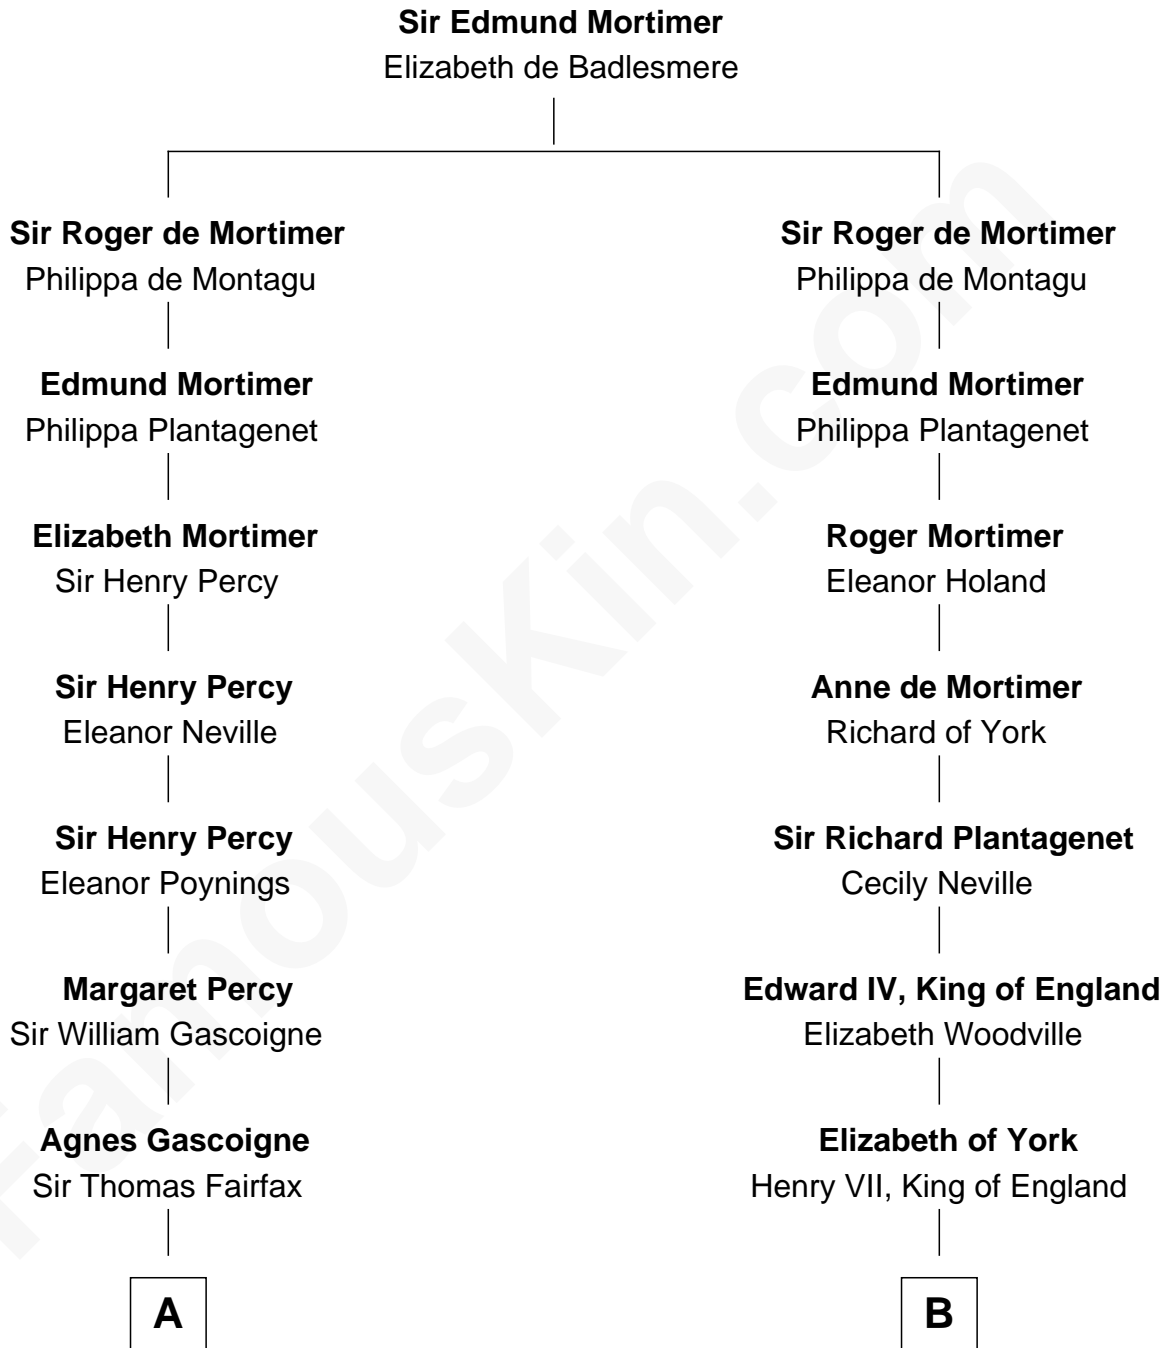 Sir Edmund Mortimer
Elizabeth de Badlesmere
Sir Roger de Mortimer
Philippa de Montagu
Sir Roger de Mortimer
Philippa de Montagu
Edmund Mortimer
Philippa Plantagenet
Edmund Mortimer
Philippa Plantagenet
Elizabeth Mortimer
Sir Henry Percy
Roger Mortimer
Eleanor Holand
Sir Henry Percy
Eleanor Neville
Anne de Mortimer
Richard of York
Sir Henry Percy
Eleanor Poynings
Sir Richard Plantagenet
Cecily Neville
Margaret Percy
Sir William Gascoigne
Edward IV, King of England
Elizabeth Woodville
Agnes Gascoigne
Sir Thomas Fairfax
Elizabeth of York
Henry VII, King of England
A
B
FamousKin.com